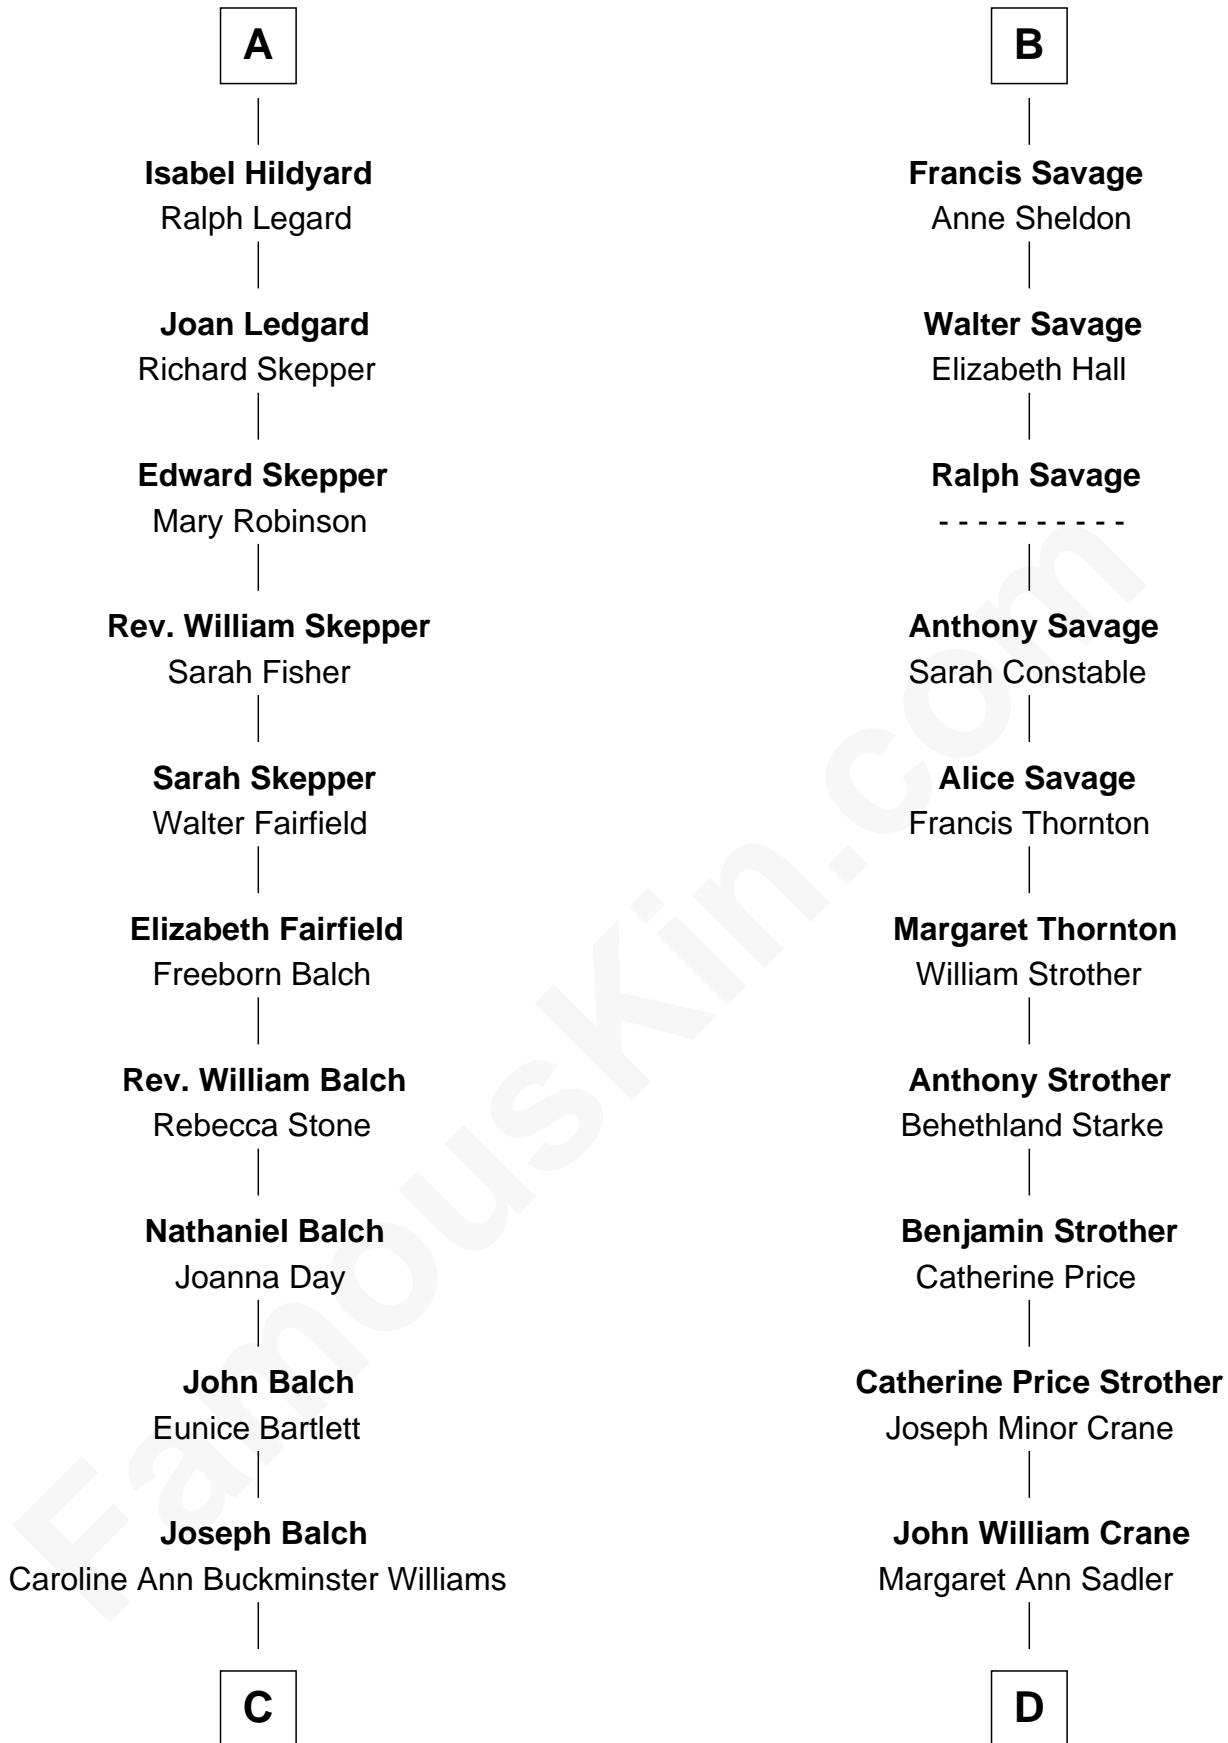 A
Isabel Hildyard
Ralph Legard
Joan Ledgard
Richard Skepper
Edward Skepper
Mary Robinson
Rev. William Skepper
Sarah Fisher
Sarah Skepper
Walter Fairfield
Elizabeth Fairfield
Freeborn Balch
Rev. William Balch
Rebecca Stone
Nathaniel Balch
Joanna Day
John Balch
Eunice Bartlett
Joseph Balch
Caroline Ann Buckminster Williams
C
B
Francis Savage
Anne Sheldon
Walter Savage
Elizabeth Hall
Ralph Savage
- - - - - - - - - -
Anthony Savage
Sarah Constable
Alice Savage
Francis Thornton
Margaret Thornton
William Strother
Anthony Strother
Behethland Starke
Benjamin Strother
Catherine Price
Catherine Price Strother
Joseph Minor Crane
John William Crane
Margaret Ann Sadler
D
FamousKin.com